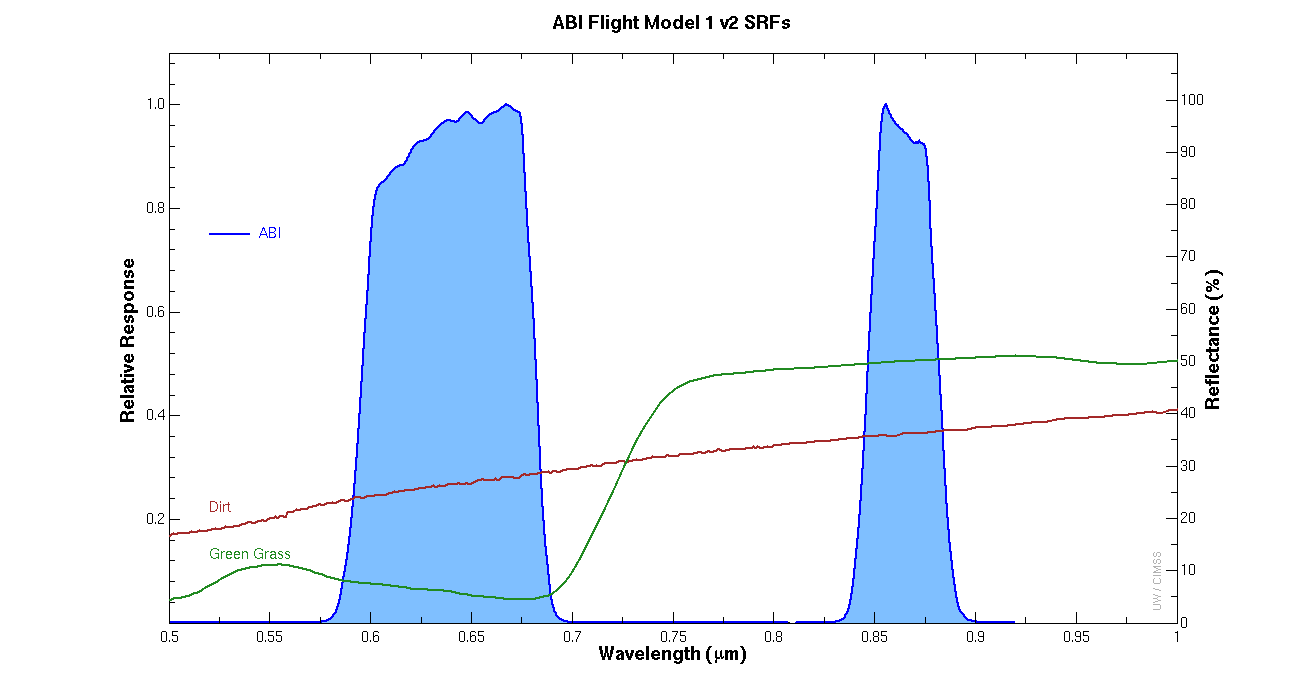 ABI Flight Model 1 v2 SRFs
1.0
0.8
0.6
0.4
0.2
Relative Response
100
90
80
70
60
50
40
30
20
10
0
Reflectance (%)
ABI
Dirt
Green Grass
UW / CIMSS
0.5 0.55 0.6 0.65 0.7 0.75 0.8 0.85 0.9 0.95 1
Wavelength (μm)